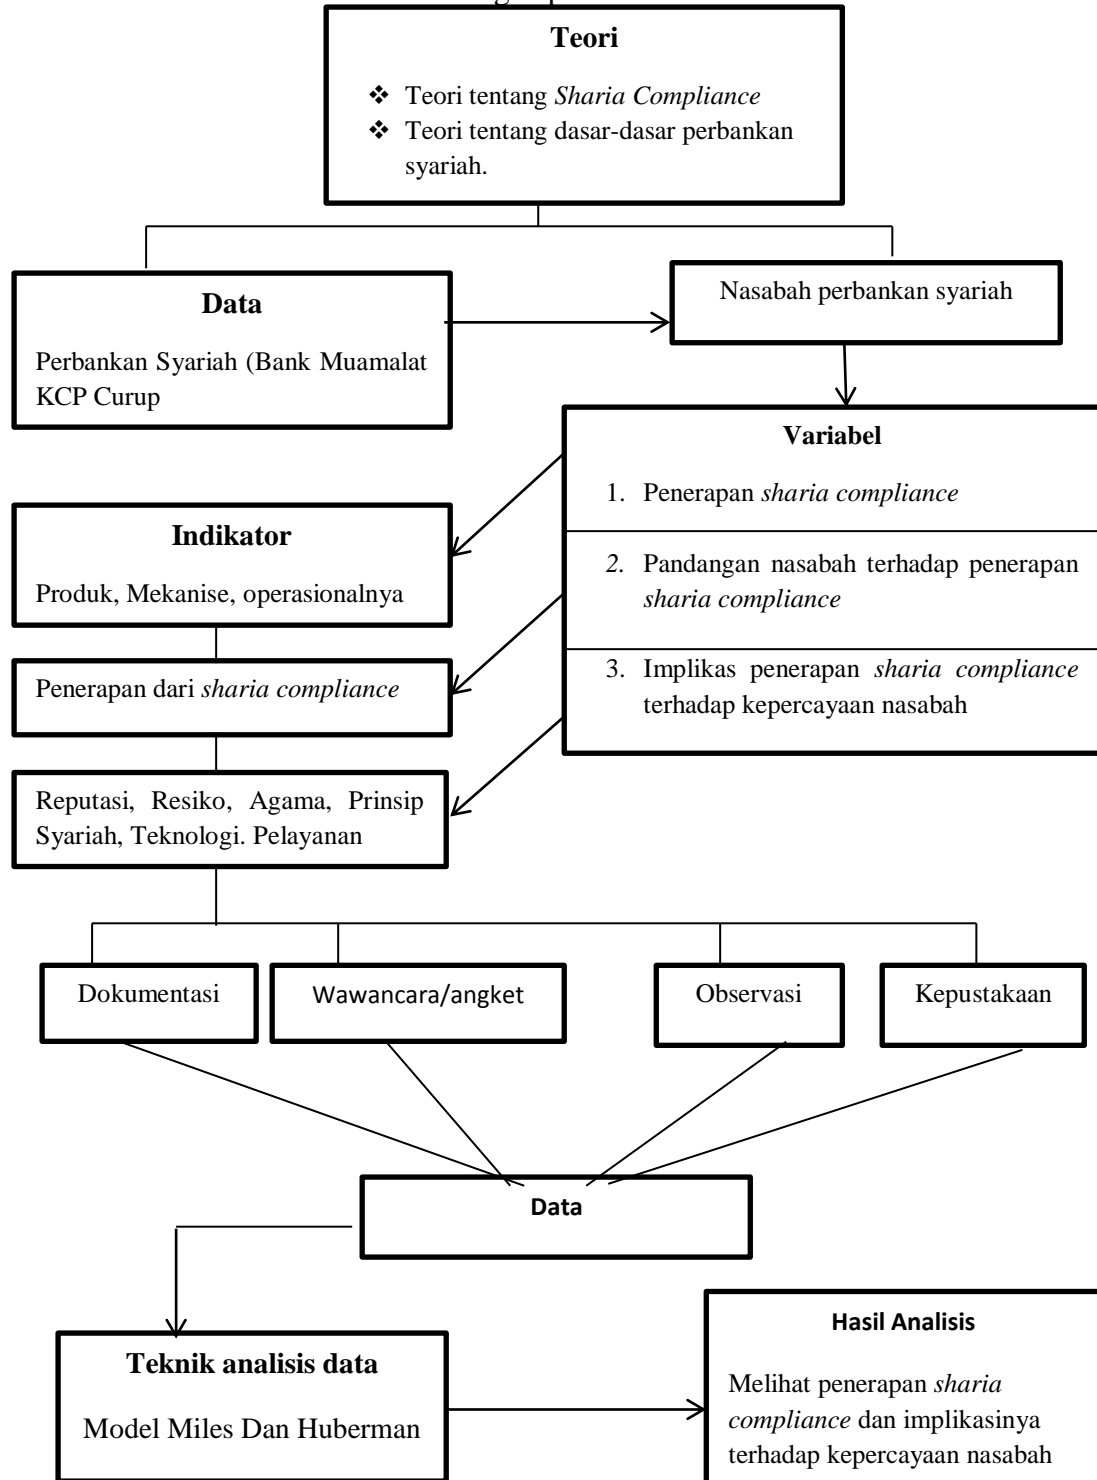 Teori
❖ Teori tentang Sharia Compliance
❖ Teori tentang dasar-dasar perbankan
syariah.
Data
Perbankan Syariah (Bank Muamalat
KCP Curup
Nasabah perbankan syariah
Variabel
1. Penerapan sharia compliance
2. Pandangan nasabah terhadap penerapan
sharia compliance
3. Implikas penerapan sharia compliance
terhadap kepercayaan nasabah
Indikator
Produk, Mekanise, operasionalnya
Penerapan dari sharia compliance
Reputasi, Resiko, Agama, Prinsip
Syariah, Teknologi. Pelayanan
Dokumentasi
Wawancara/angket
Observasi
Kepustakaan
Data
Teknik analisis data
Model Miles Dan Huberman
Hasil Analisis
Melihat penerapan sharia
compliance dan implikasinya
terhadap kepercayaan nasabah